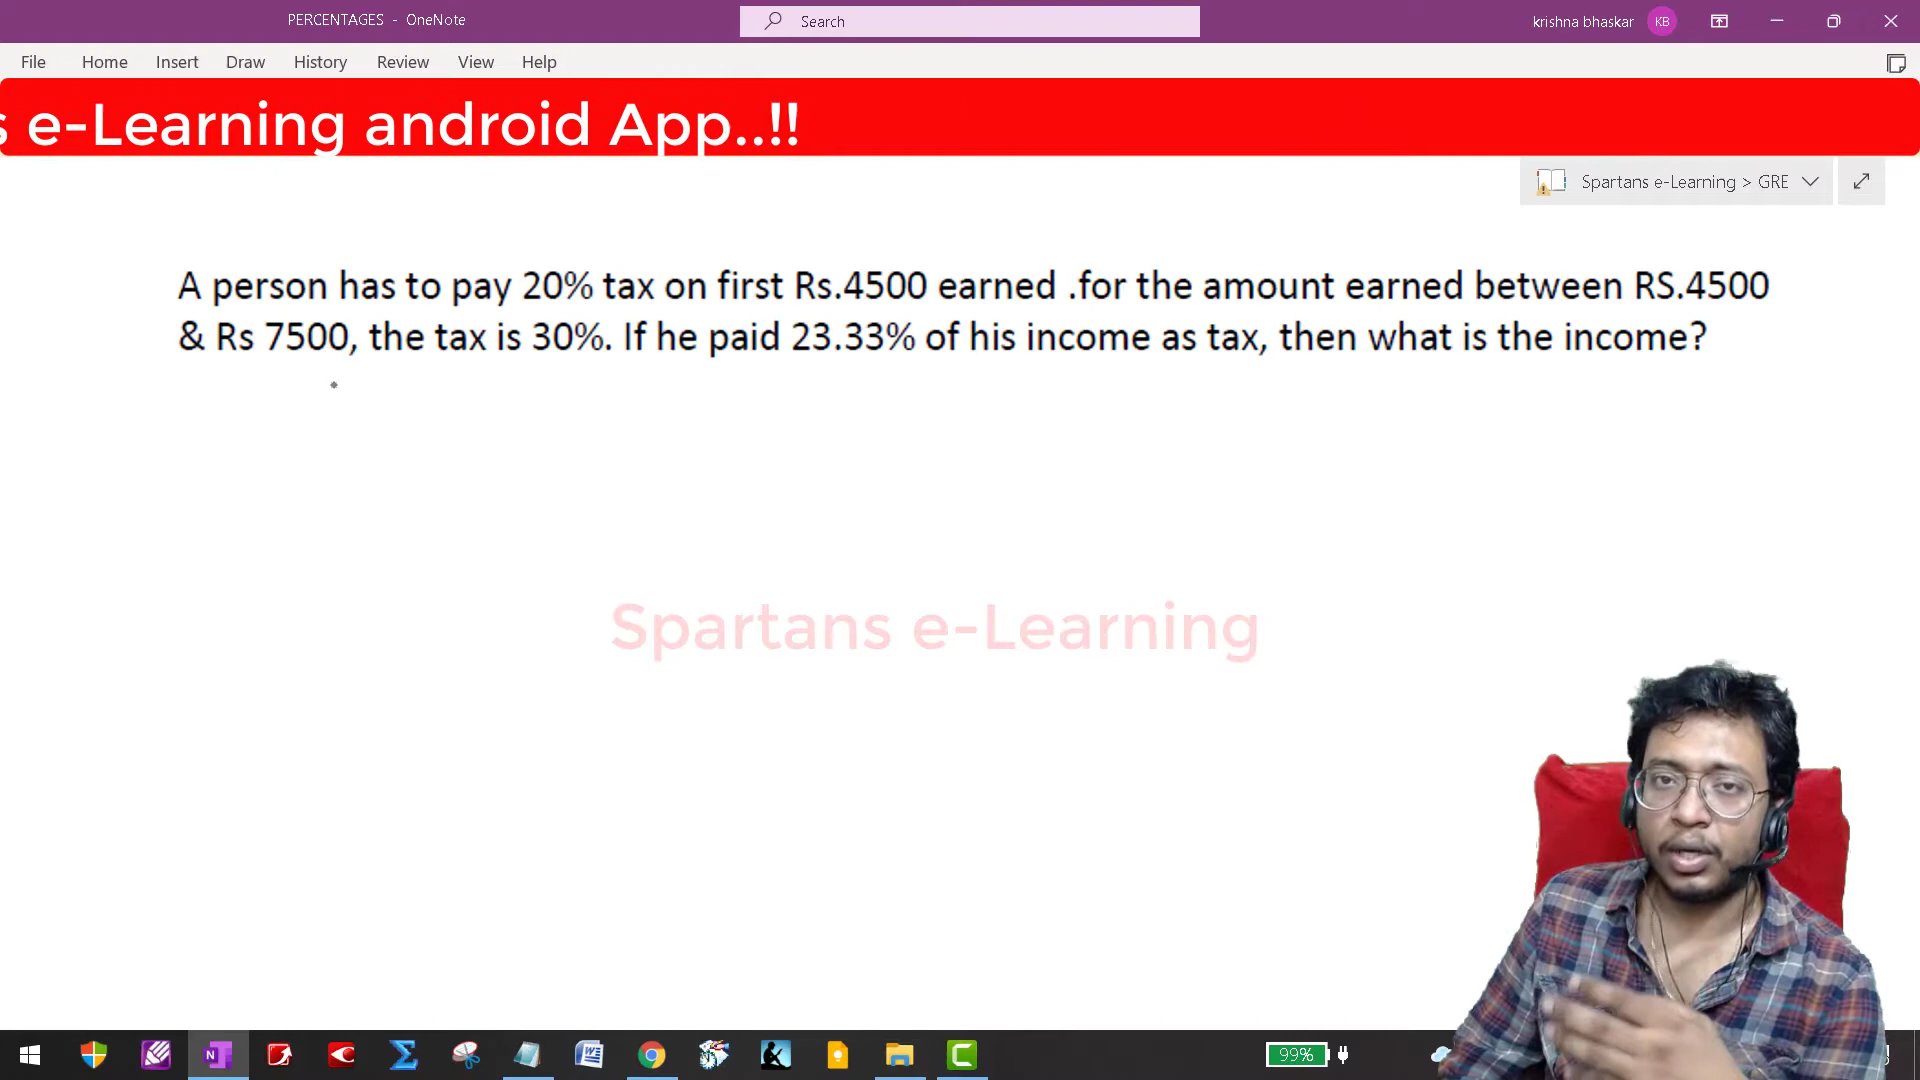 PERCENTAGES - OneNote
Search
krishna bhaskar
KB
File Home Insert Draw History Review View Help
s e-Learning android App..!!
Spartans e-Learning > GRE
A person has to pay 20% tax on first Rs.4500 earned .for the amount earned between RS.4500
& Rs 7500, the tax is 30%. If he paid 23.33% of his income as tax, then what is the income?
Spartans e-Learning
99%